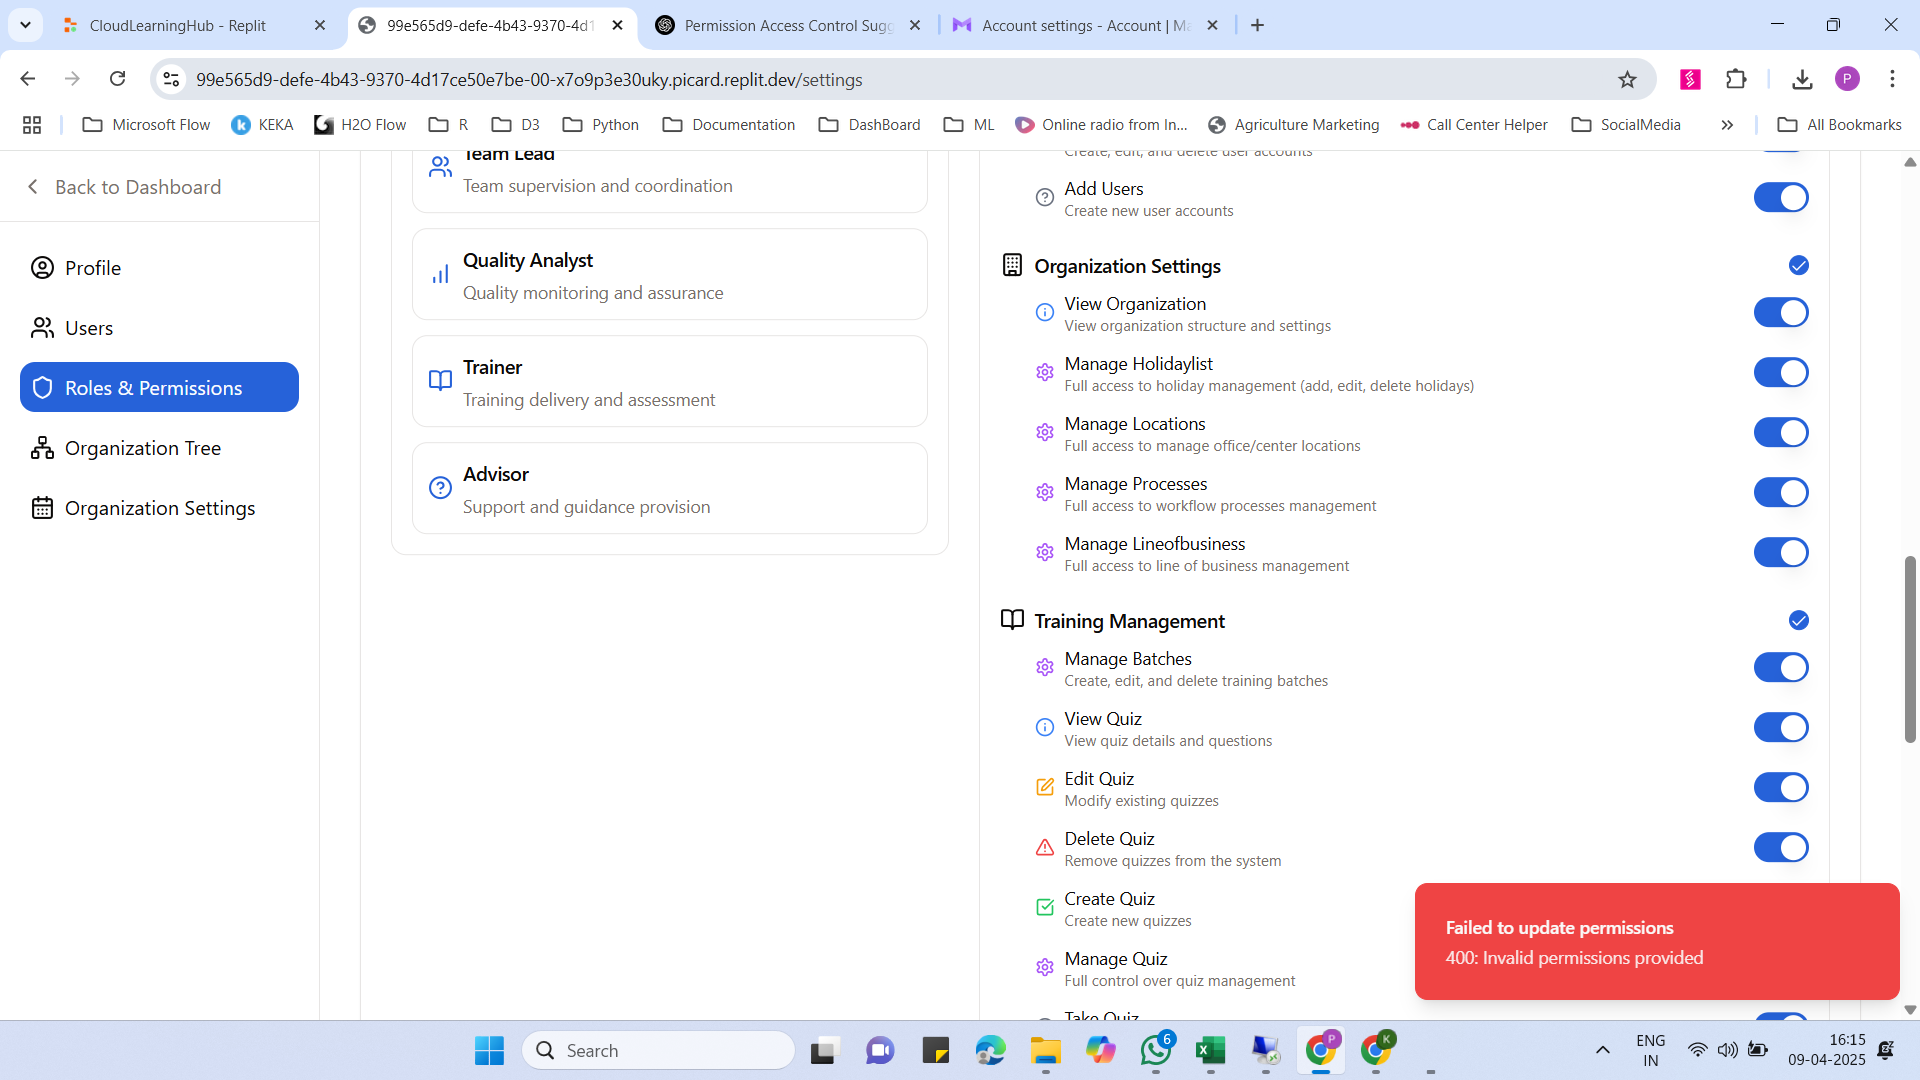 CloudLearningHub - Replit
99e565d9-defe-4b43-9370-4d1
Permission Access Control Sugg
Account settings - Account | Ma
99e565d9-defe-4b43-9370-4d17ce50e7be-00-x7o9p3e30uky.picard.replit.dev/settings
P
Microsoft Flow
KEKA
H2O Flow
R
D3
Python
Documentation
DashBoard
ML
Online radio from In...
Agriculture Marketing
Call Center Helper
SocialMedia
All Bookmarks
Back to Dashboard
Profile
Users
Roles & Permissions
Organization Tree
Organization Settings
Team Lead
Team supervision and coordination
Quality Analyst
Quality monitoring and assurance
Trainer
Training delivery and assessment
Advisor
Support and guidance provision
Create, edit, and delete user accounts
Add Users
Create new user accounts
Organization Settings
View Organization
View organization structure and settings
Manage Holidaylist
Full access to holiday management (add, edit, delete holidays)
Manage Locations
Full access to manage office/center locations
Manage Processes
Full access to workflow processes management
Manage Lineofbusiness
Full access to line of business management
Training Management
Manage Batches
Create, edit, and delete training batches
View Quiz
View quiz details and questions
Edit Quiz
Modify existing quizzes
Delete Quiz
Remove quizzes from the system
Create Quiz
Create new quizzes
Manage Quiz
Full control over quiz management
Take Quiz
Failed to update permissions
400: Invalid permissions provided
Search
6
P
K
ENG
IN
16:15
09-04-2025